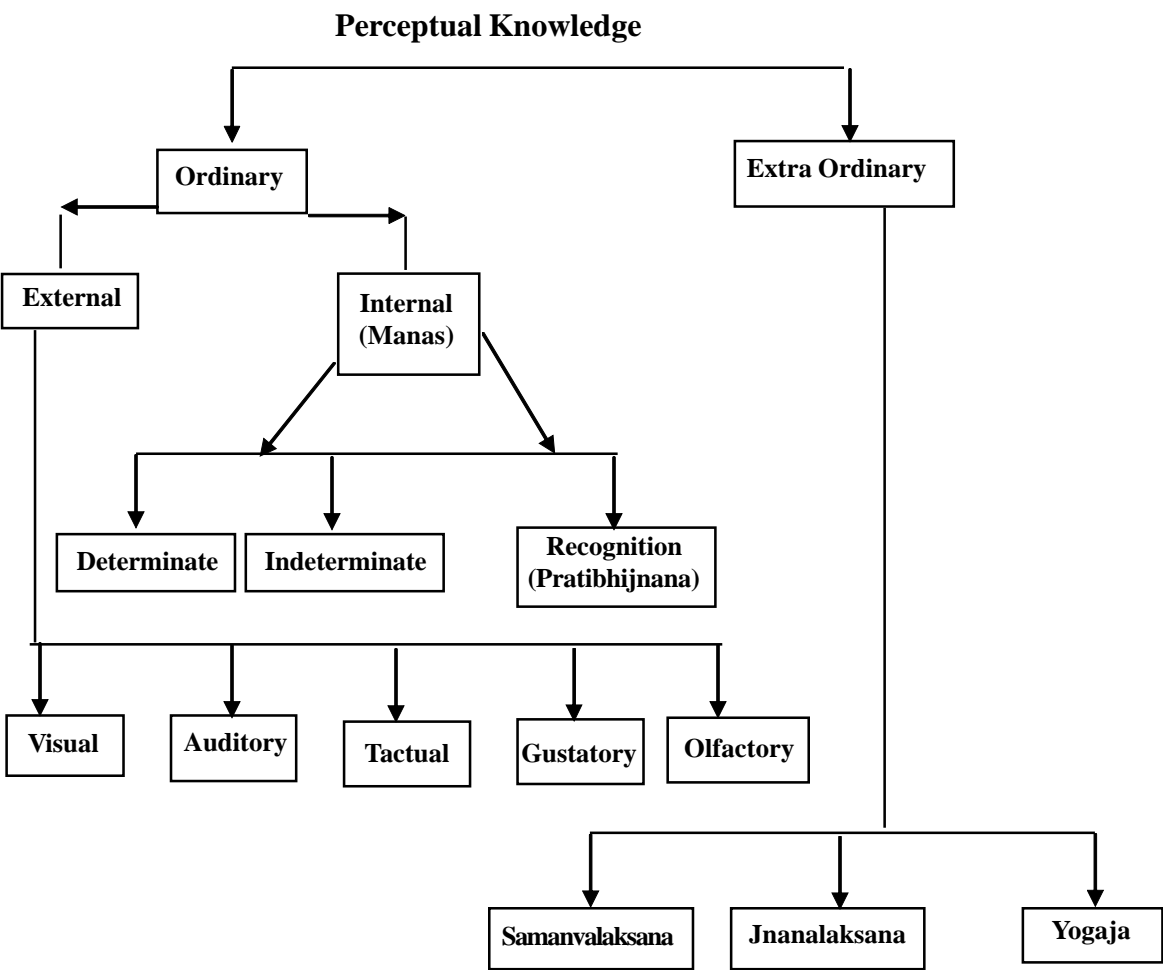 Perceptual Knowledge
Ordinary
Extra Ordinary
External
Internal
(Manas)
Determinate
Indeterminate
Recognition
(Pratibhijnana)
Visual
Auditory
Tactual
Gustatory
Olfactory
Samanvalaksana
Jnanalaksana
Yogaja